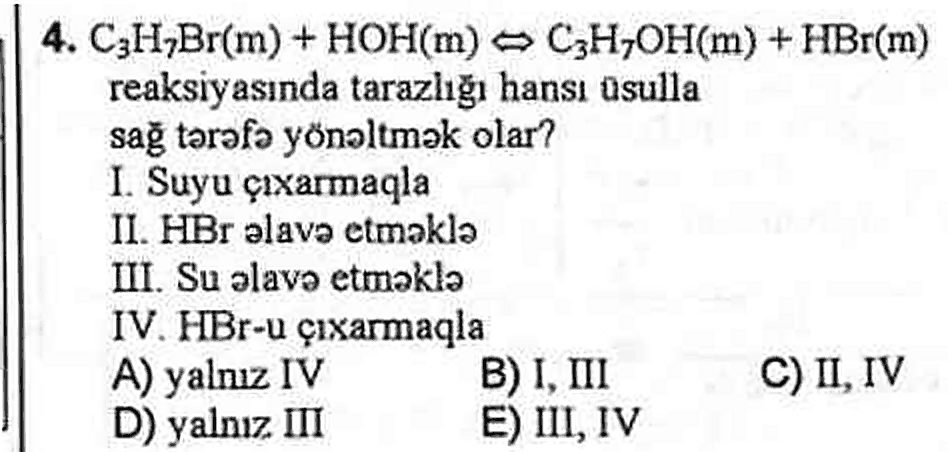 4. C₃H₇Br(m) + HOH(m) ⇔ C₃H₇OH(m) + HBr(m)
reaksiyasında tarazlığı hansı üsulla
sağ tərəfə yönəltmək olar?
I. Suyu çıxarmaqla
II. HBr əlavə etməklə
III. Su əlavə etməklə
IV. HBr-u çıxarmaqla
A) yalnız IV B) I, III C) II, IV
D) yalnız III E) III, IV